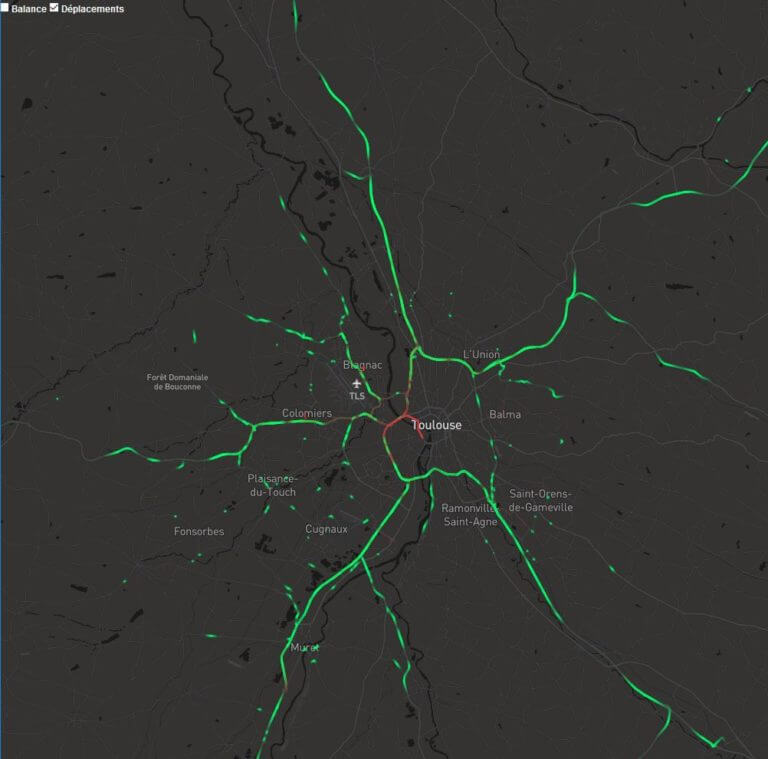 Balance Déplacements
L'Union
Blagnac
Forêt Domaniale
de Bouconne
TLS
Colomiers
Balma
Toulouse
Plaisance-
du-Touch
Saint-Orens-
de-Gameville
Ramonville-
Saint-Agne
Fonsorbes
Cugnaux
Muret